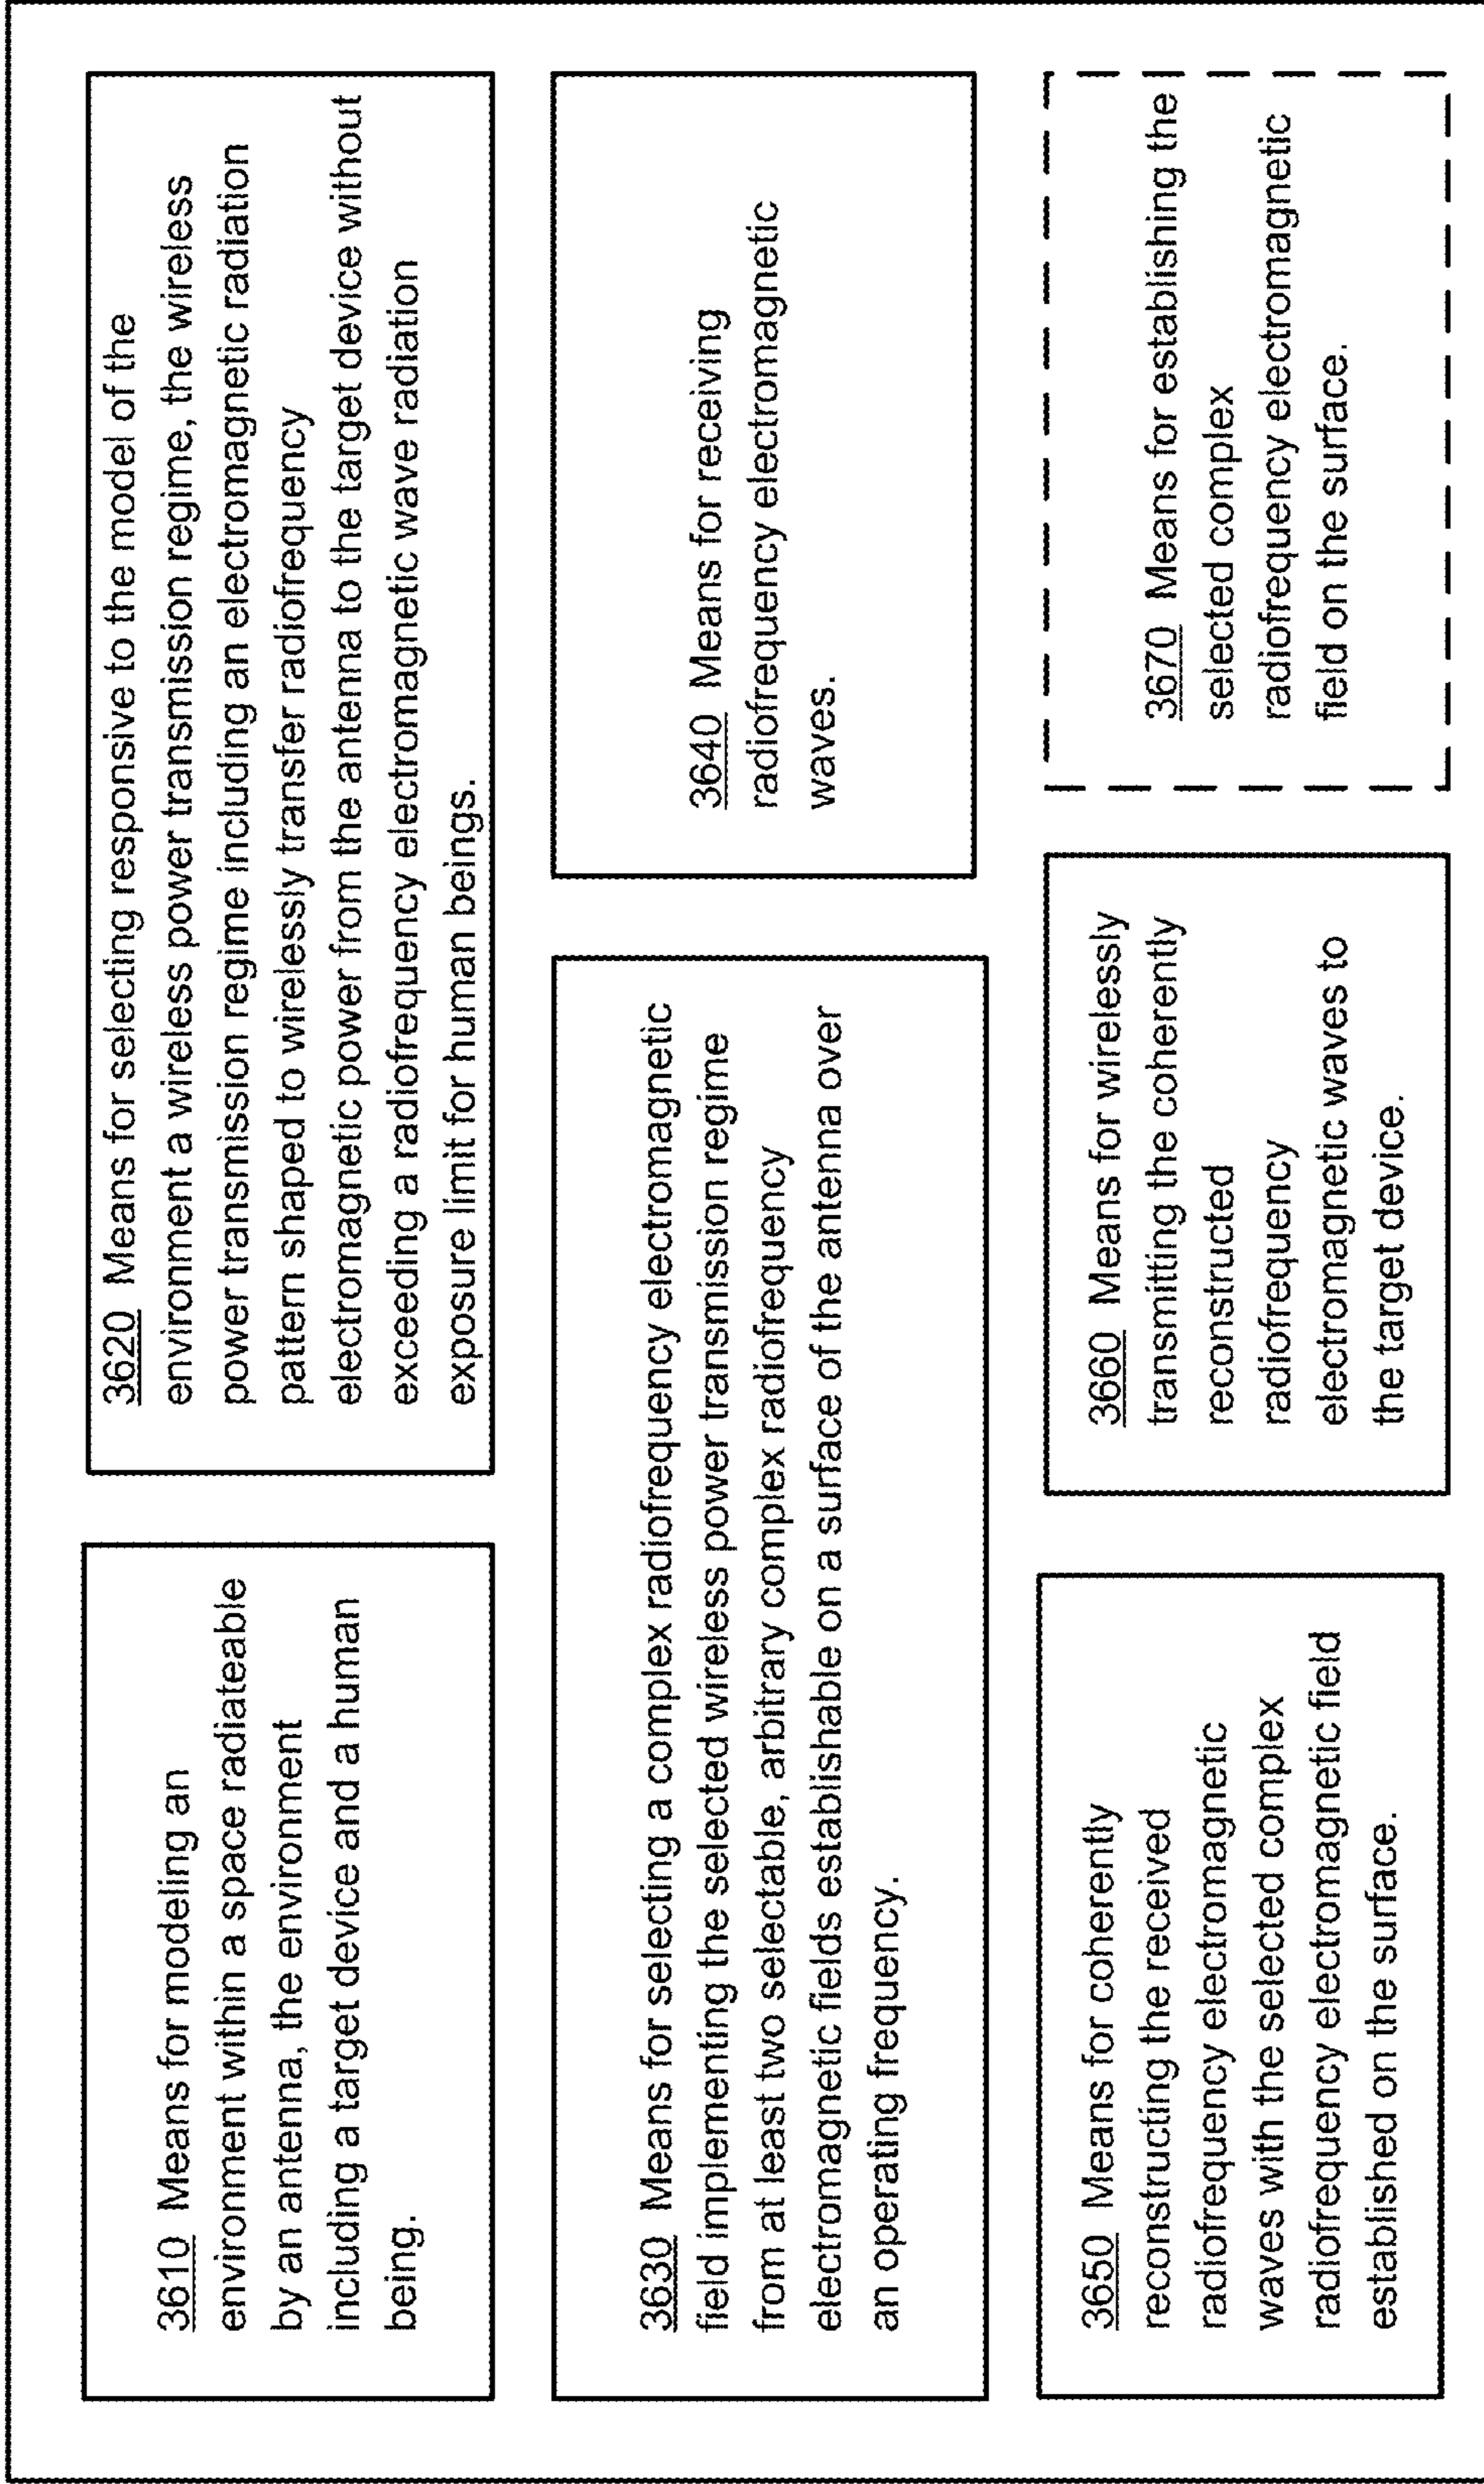 3610 Means for modeling an
environment within a space radiateable
by an antenna, the environment
including a target device and a human
being.
3620 Means for selecting responsive to the model of the
environment a wireless power transmission regime, the wireless
power transmission regime including an electromagnetic radiation
pattern shaped to wirelessly transfer radiofrequency
electromagnetic power from the antenna to the target device without
exceeding a radiofrequency electromagnetic wave radiation
exposure limit for human beings.
3630 Means for selecting a complex radiofrequency electromagnetic
field implementing the selected wireless power transmission regime
from at least two selectable, arbitrary complex radiofrequency
electromagnetic fields establishable on a surface of the antenna over
an operating frequency.
3640 Means for receiving
radiofrequency electromagnetic
waves.
3650 Means for coherently
reconstructing the received
radiofrequency electromagnetic
waves with the selected complex
radiofrequency electromagnetic field
established on the surface.
3660 Means for wirelessly
transmitting the coherently
reconstructed
radiofrequency
electromagnetic waves to
the target device.
3670 Means for establishing the
selected complex
radiofrequency electromagnetic
field on the surface.